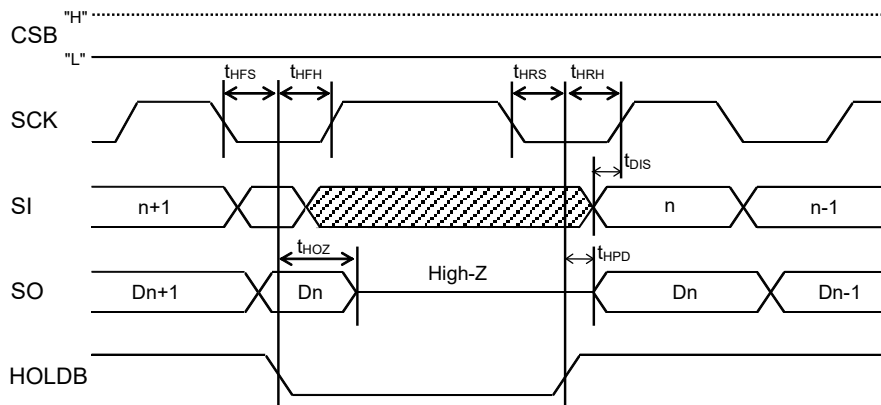 "H"
CSB
"L"
tHFS tHFH tHRS tHRH
SCK
tDIS
SI n+1 n n-1
tHOZ tHPD
High-Z
SO Dn+1 Dn Dn Dn-1
HOLDB